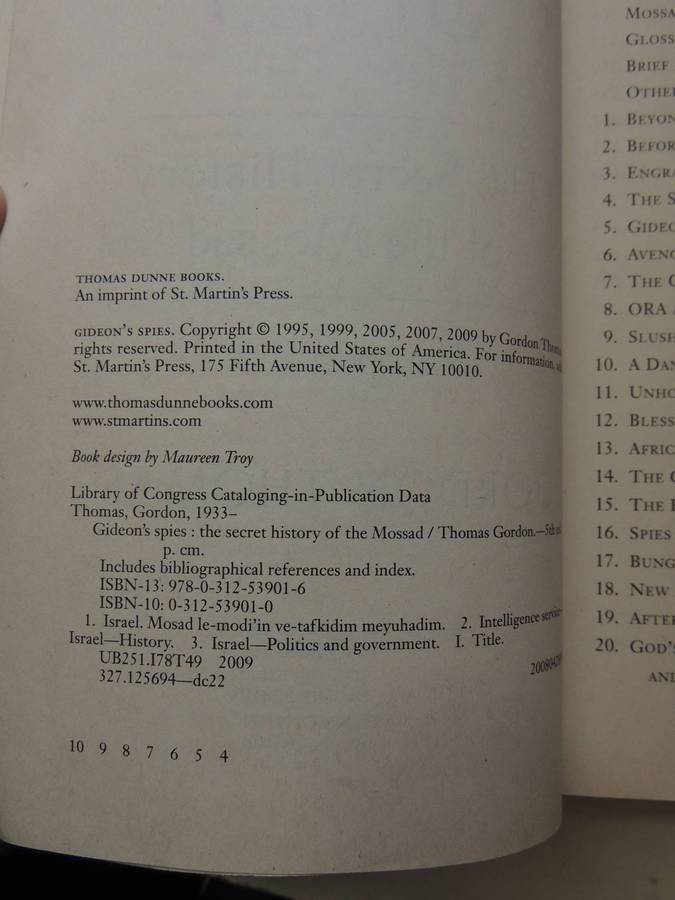 THOMAS DUNNE BOOKS.
An imprint of St. Martin's Press.
GIDEON'S SPIES. Copyright © 1995, 1999, 2005, 2007, 2009 by Gordon
rights reserved. Printed in the United States of America. For information,
St. Martin's Press, 175 Fifth Avenue, New York, NY 10010.
www.thomasdunnebooks.com
www.stmartins.com
Book design by Maureen Troy
Library of Congress Cataloging-in-Publication Data
Thomas, Gordon, 1933–
Gideon's spies : the secret history of the Mossad / Thomas Gordon.—5th
p. cm.
Includes bibliographical references and index.
ISBN-13: 978-0-312-53901-6
ISBN-10: 0-312-53901-0
1. Israel. Mosad le-modi'in ve-tafkidim meyuhadim. 2. Intelligence
Israel—History. 3. Israel—Politics and government. I. Title.
UB251.I78T49 2009
327.125694—dc22
10 9 8 7 6 5 4
MOSSA
GLOSS
BRIEF
OTHE
1. BEYON
2. BEFOR
3. ENGRA
4. THE S
5. GIDEO
6. AVENG
7. THE
8. ORA
9. SLUSH
10. A DAN
11. UNHO
12. BLESS
13. AFRIC
14. THE
15. THE
16. SPIES
17. BUNG
18. NEW
19. AFTE
20. GOD'S
AN